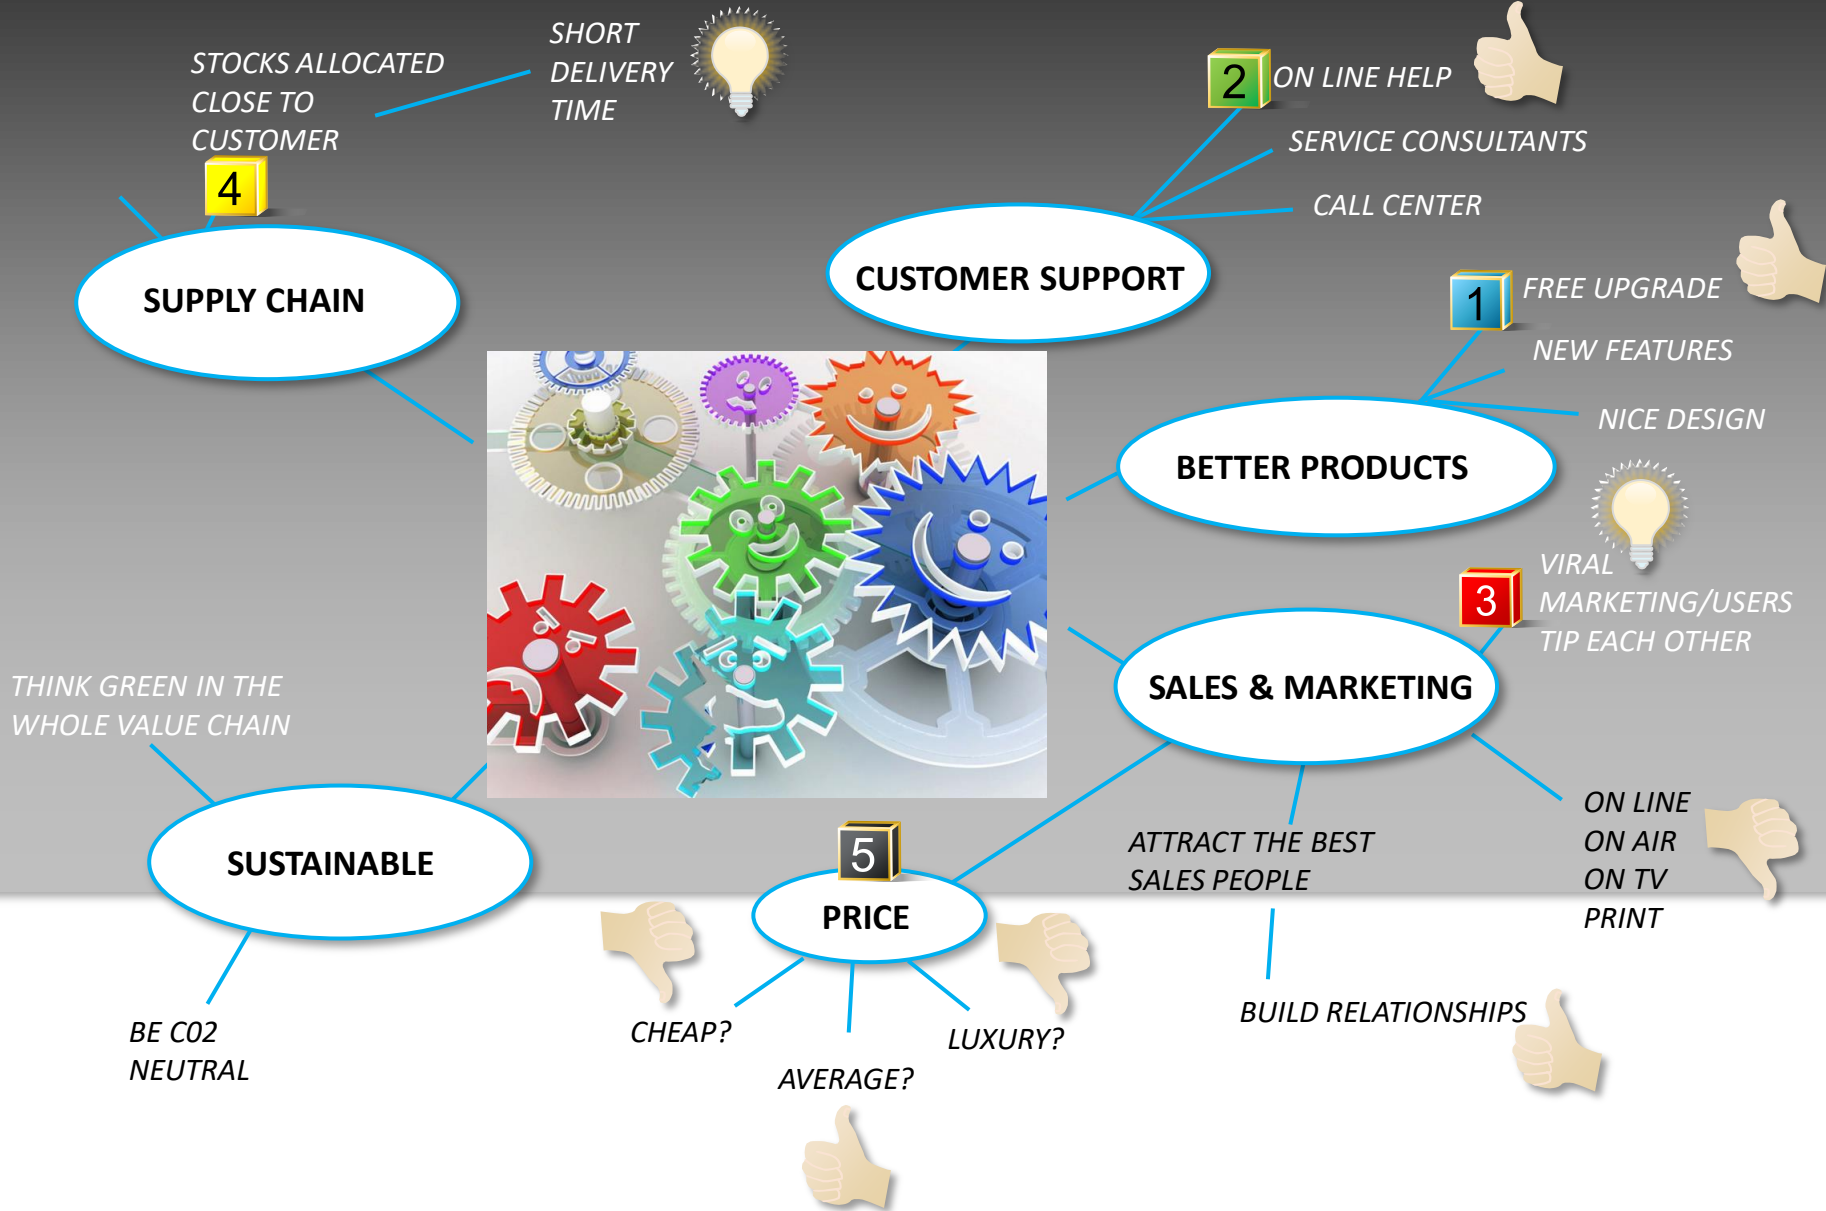 STOCKS ALLOCATED
CLOSE TO
CUSTOMER
SHORT
DELIVERY
TIME
4
SUPPLY CHAIN
2
ON LINE HELP
SERVICE CONSULTANTS
CALL CENTER
CUSTOMER SUPPORT
1
FREE UPGRADE
NEW FEATURES
NICE DESIGN
BETTER PRODUCTS
VIRAL
MARKETING/USERS
TIP EACH OTHER
3
SALES & MARKETING
THINK GREEN IN THE
WHOLE VALUE CHAIN
SUSTAINABLE
BE C02
NEUTRAL
5
PRICE
CHEAP?
AVERAGE?
LUXURY?
ATTRACT THE BEST
SALES PEOPLE
BUILD RELATIONSHIPS
ON LINE
ON AIR
ON TV
PRINT